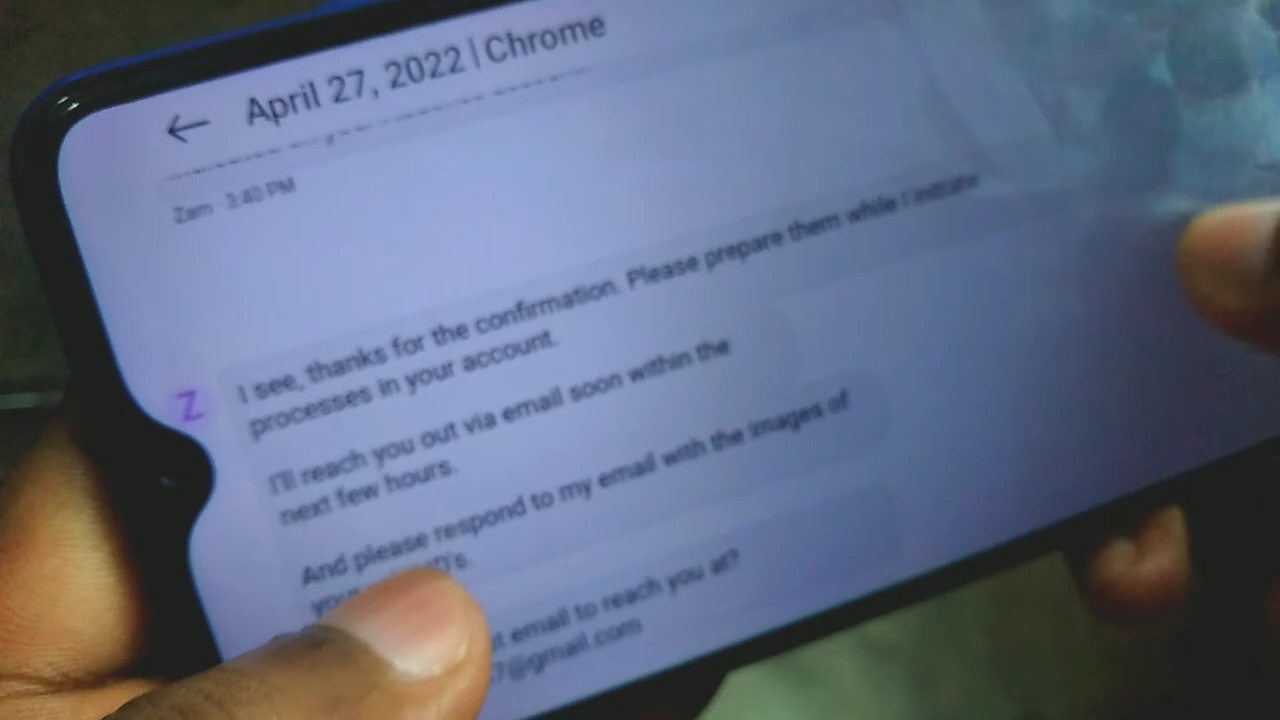 April 27, 2022 | Chrome
Zam 3:40 PM
Z
I see, thanks for the confirmation. Please prepare them while I initiate
processes in your account.
I'll reach you out via email soon within the
next few hours.
And please respond to my email with the images of
email to reach you at?
7@gmail.com